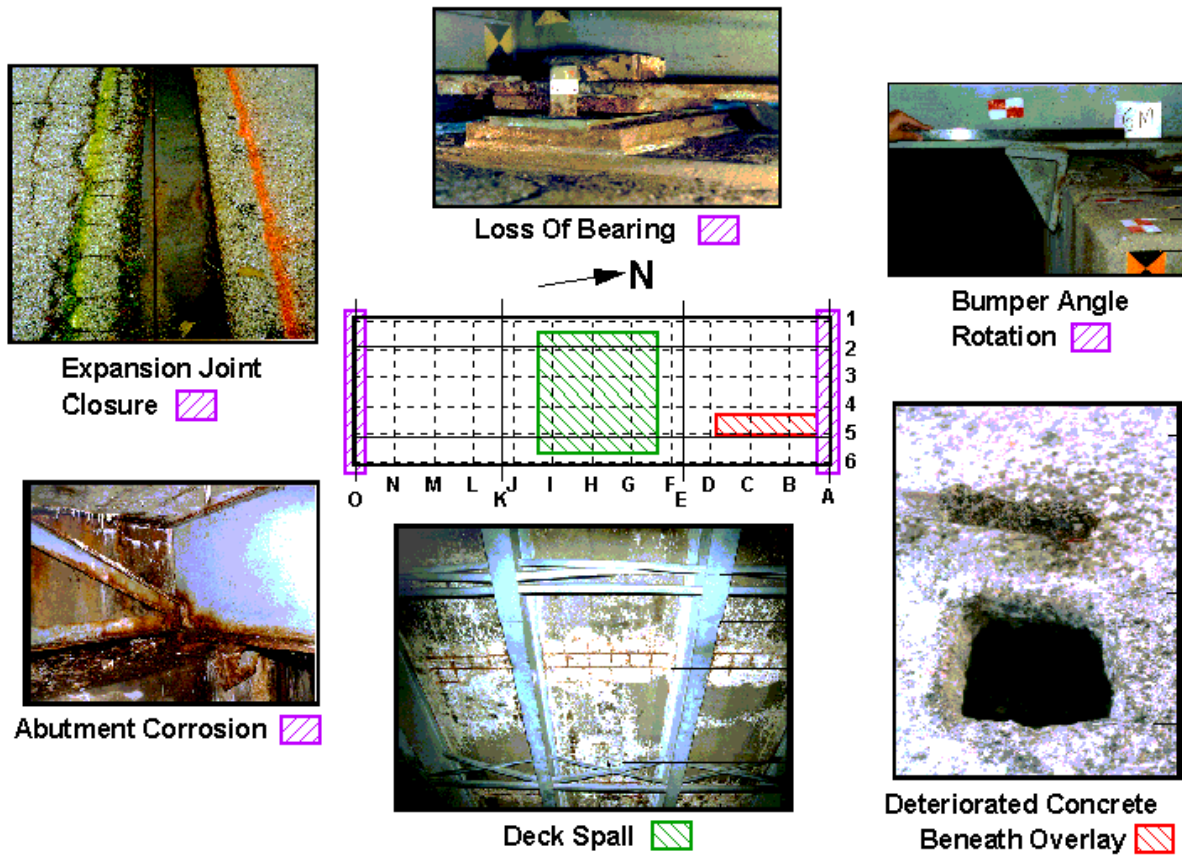 Loss Of Bearing
6M
N
Bumper Angle
Rotation
Expansion Joint
Closure
1
2
3
4
5
6
O
N
M
L
K
J
I
H
G
F
E
D
C
B
A
Abutment Corrosion
Deck Spall
Deteriorated Concrete
Beneath Overlay